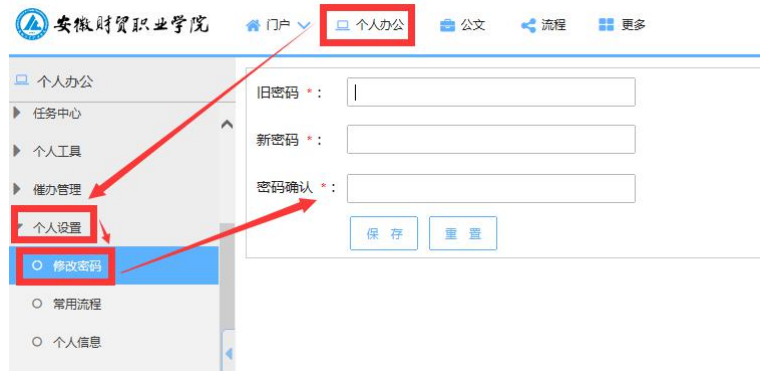 安徽财贸职业学院 门户 个人办公 公文 流程 更多
个人办公
任务中心
个人工具
催办管理
个人设置
修改密码
常用流程
个人信息
旧密码 *：
新密码 *：
密码确认 *：
保 存 重 置